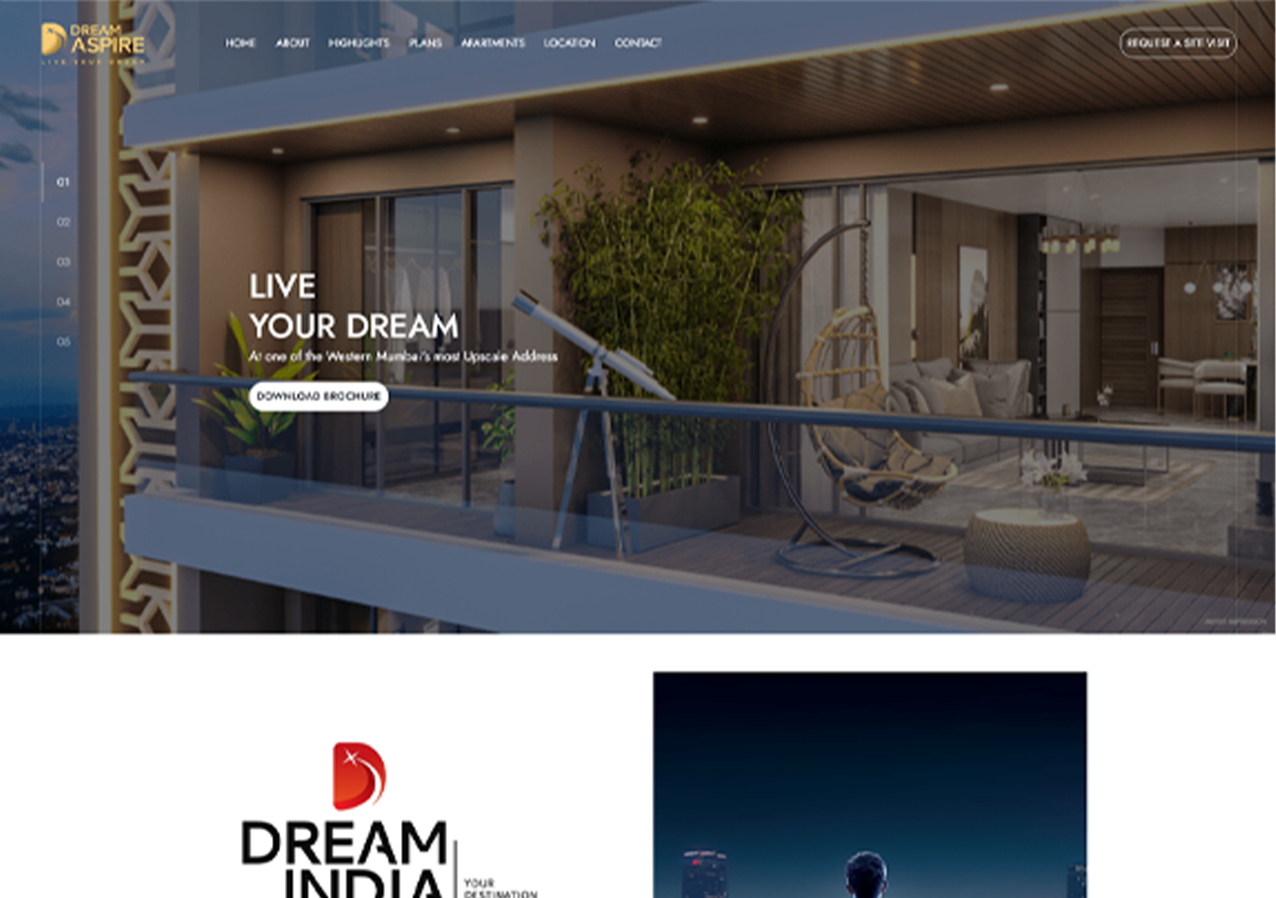 DREAM
ASPIRE
LIVE YOUR DREAM
HOME ABOUT HIGHLIGHTS PLANS APARTMENTS LOCATION CONTACT
REQUEST A SITE VISIT
01
02
03
04
05
LIVE
YOUR DREAM
At one of the Western Mumbai's most Upscale Address
DOWNLOAD BROCHURE
ARTIST IMPRESSION
DREAM
INDIA
YOUR
DESTINATION